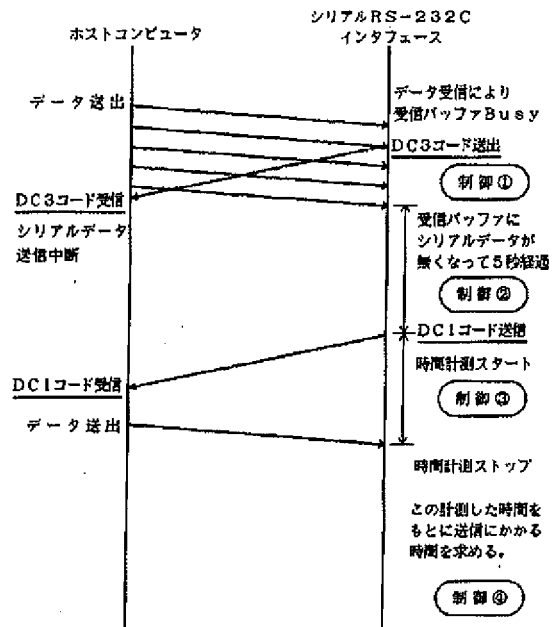 ホストコンピュータ
シリアルRS-232C
インタフェース
データ送出
データ受信により
受信バッファBusy
DC3コード送出
制御①
DC3コード受信
シリアルデータ
送信中断
受信バッファに
シリアルデータが
無くなって5秒経過
制御②
DC1コード送信
時間計測スタート
制御③
DC1コード受信
データ送出
時間計測ストップ
この計測した時間を
もとに送信にかかる
時間を求める。
制御④